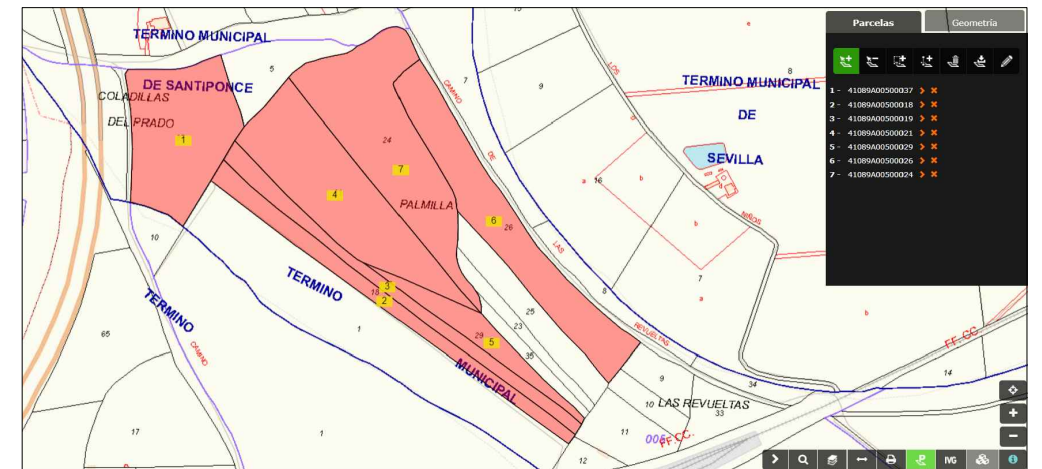 TERMINO MUNICIPAL
DE SANTIPONCE
COLADILLAS
DEL PRADO
TERMINO MUNICIPAL
DE
SEVILLA
PALMILLA
TERMINO
TERMINO
MUNICIPAL
CAMINO
DE
LAS
REVUELTAS
LOS
NIÑOS
CAMINO
LAS REVUELTAS
FF.CC.
FF.CC.
006
5
7
9
8
24
16
a
b
b
a
b
7
a
e
b
26
10
65
18
1
1
17
29
25
23
35
8
9
10
33
34
11
12
14
1
2
3
4
5
6
7
Parcelas
Geometría
1 - 41089A00500037
2 - 41089A00500018
3 - 41089A00500019
4 - 41089A00500021
5 - 41089A00500029
6 - 41089A00500026
7 - 41089A00500024
IVG